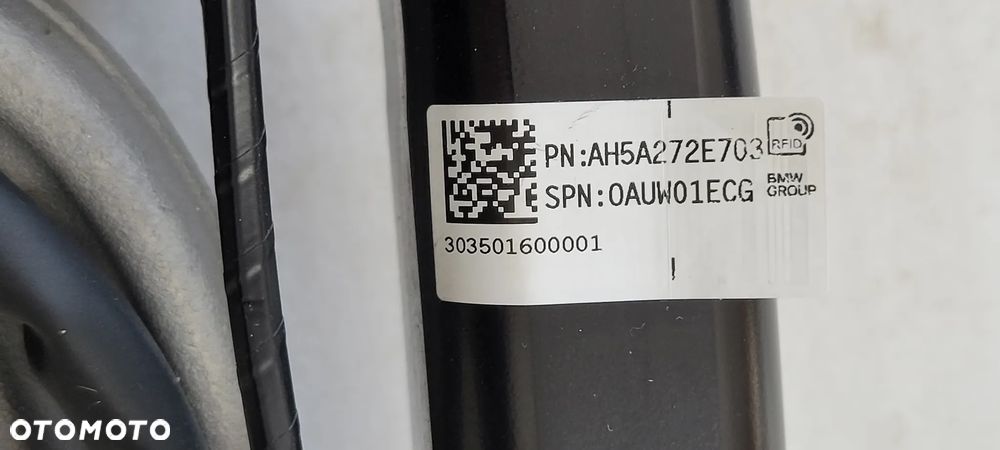 PN:AH5A272E703
RFID
SPN:0AUW01ECG
BMW
GROUP
303501600001
OTOMOTO